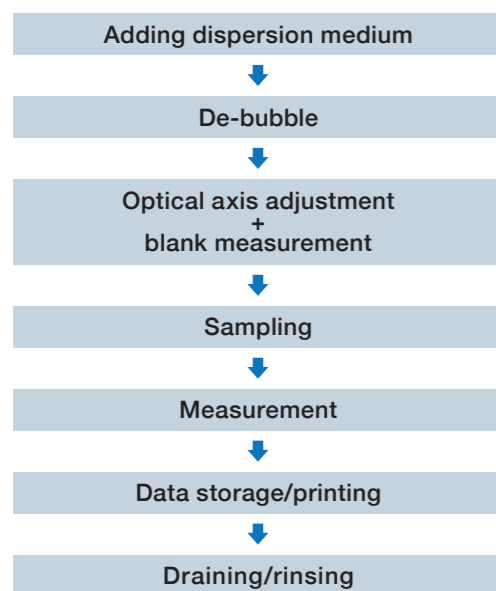 Adding dispersion medium
De-bubble
Optical axis adjustment
+
blank measurement
Sampling
Measurement
Data storage/printing
Draining/rinsing